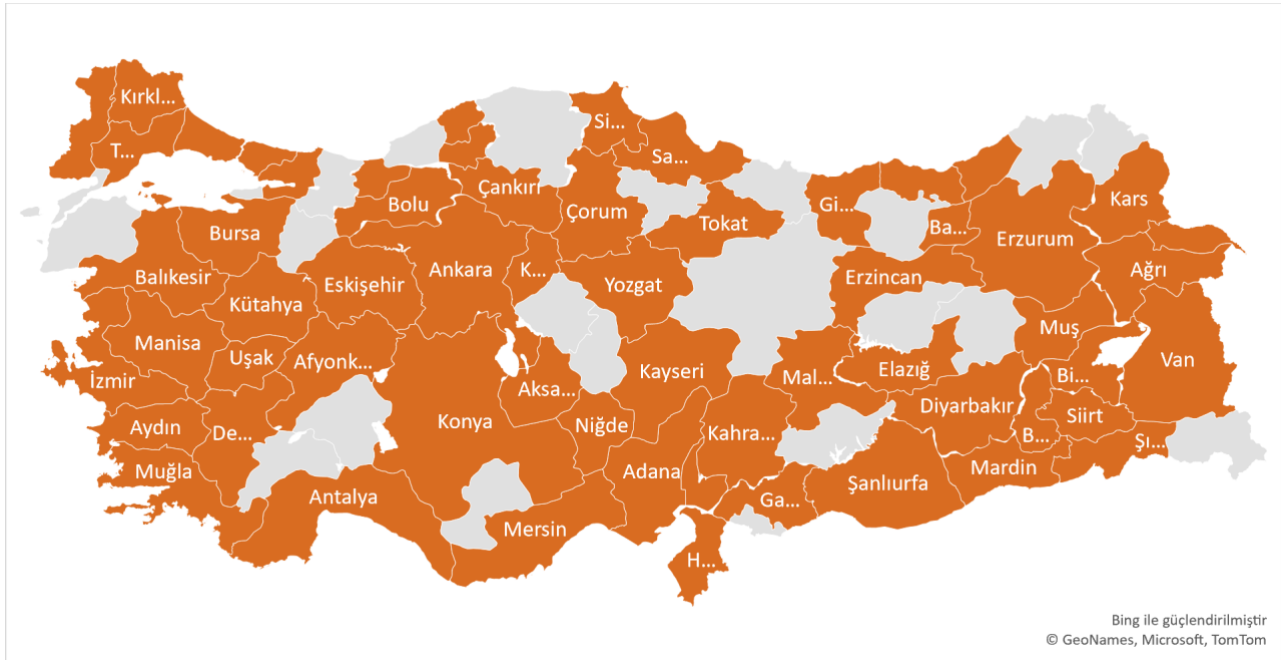 Kırkl...
T...
Si...
Sa...
Çankırı
Bolu
Çorum
Tokat
Gi...
Ba...
Kars
Bursa
Erzurum
Balıkesir
Eskişehir
Ankara
K...
Yozgat
Erzincan
Ağrı
Kütahya
Manisa
Uşak
Afyonk...
Muş
Van
İzmir
Aksa...
Kayseri
Mal...
Elazığ
Bi...
Aydın
De...
Konya
Niğde
Kahra...
Diyarbakır
Siirt
B...
Şı...
Muğla
Antalya
Adana
Mardin
Şanlıurfa
Ga...
Mersin
H...
Bing ile güçlendirilmiştir
© GeoNames, Microsoft, TomTom